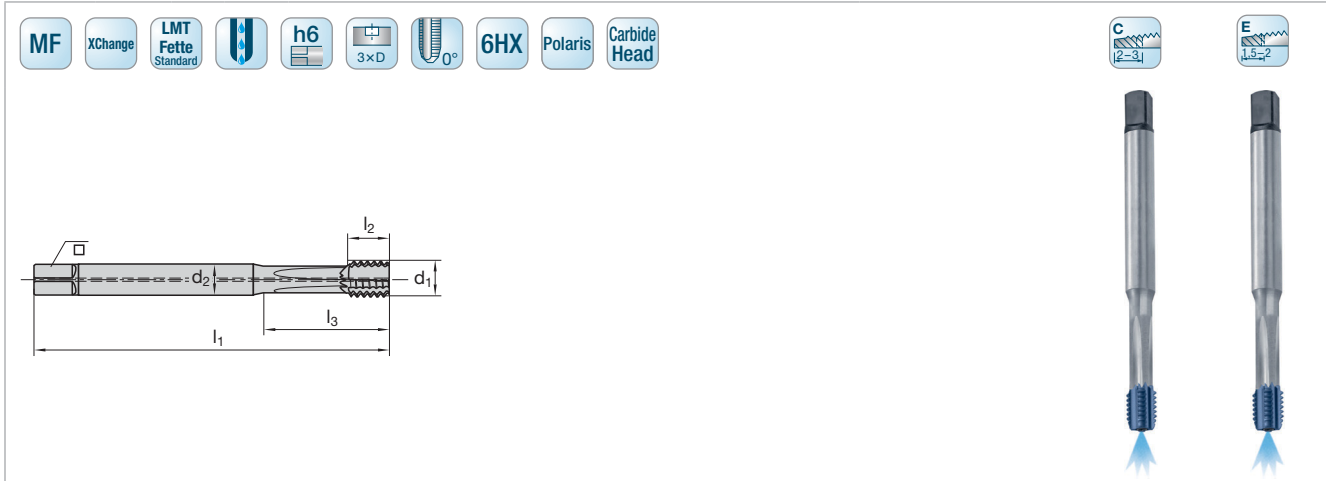 MF
XChange
LMT
Fette
Standard
h6
3×D
0°
6HX
Polaris
Carbide
Head
C
2–3
E
1,5–2
l2
d2
d1
l3
l1